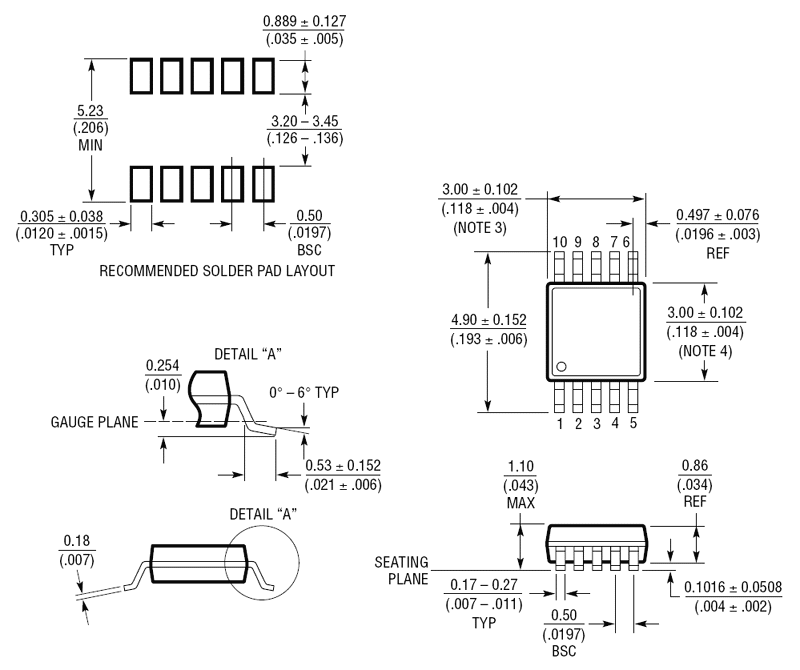 0.889 ± 0.127
(.035 ± .005)
5.23
(.206)
MIN
3.20 – 3.45
(.126 – .136)
0.305 ± 0.038
(.0120 ± .0015)
TYP
0.50
(.0197)
BSC
RECOMMENDED SOLDER PAD LAYOUT
3.00 ± 0.102
(.118 ± .004)
(NOTE 3)
0.497 ± 0.076
(.0196 ± .003)
REF
10 9 8 7 6
4.90 ± 0.152
(.193 ± .006)
3.00 ± 0.102
(.118 ± .004)
(NOTE 4)
1 2 3 4 5
DETAIL “A”
0.254
(.010)
0° – 6° TYP
GAUGE PLANE
0.53 ± 0.152
(.021 ± .006)
DETAIL “A”
0.18
(.007)
1.10
(.043)
MAX
0.86
(.034)
REF
SEATING
PLANE
0.17 – 0.27
(.007 – .011)
TYP
0.50
(.0197)
BSC
0.1016 ± 0.0508
(.004 ± .002)